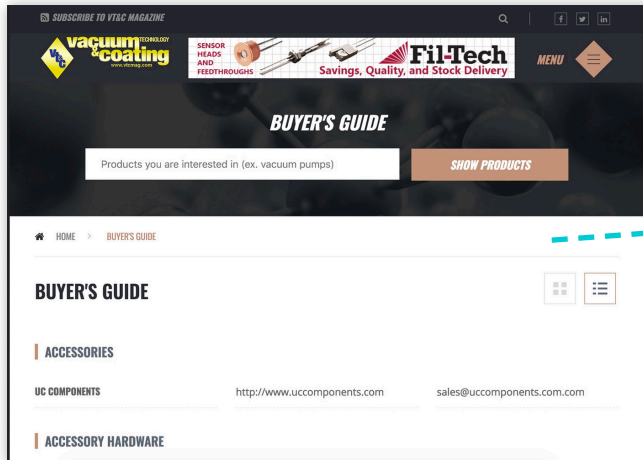 SUBSCRIBE TO VT&C MAGAZINE
vacuum TECHNOLOGY
&coating
www.vtcmag.com
VT&C
SENSOR
HEADS
AND
FEEDTHROUGHS
Fil-Tech
Savings, Quality, and Stock Delivery
MENU
BUYER'S GUIDE
Products you are interested in (ex. vacuum pumps)
SHOW PRODUCTS
HOME > BUYER'S GUIDE
BUYER'S GUIDE
ACCESSORIES
UC COMPONENTS http://www.uccomponents.com sales@uccomponents.com.com
ACCESSORY HARDWARE